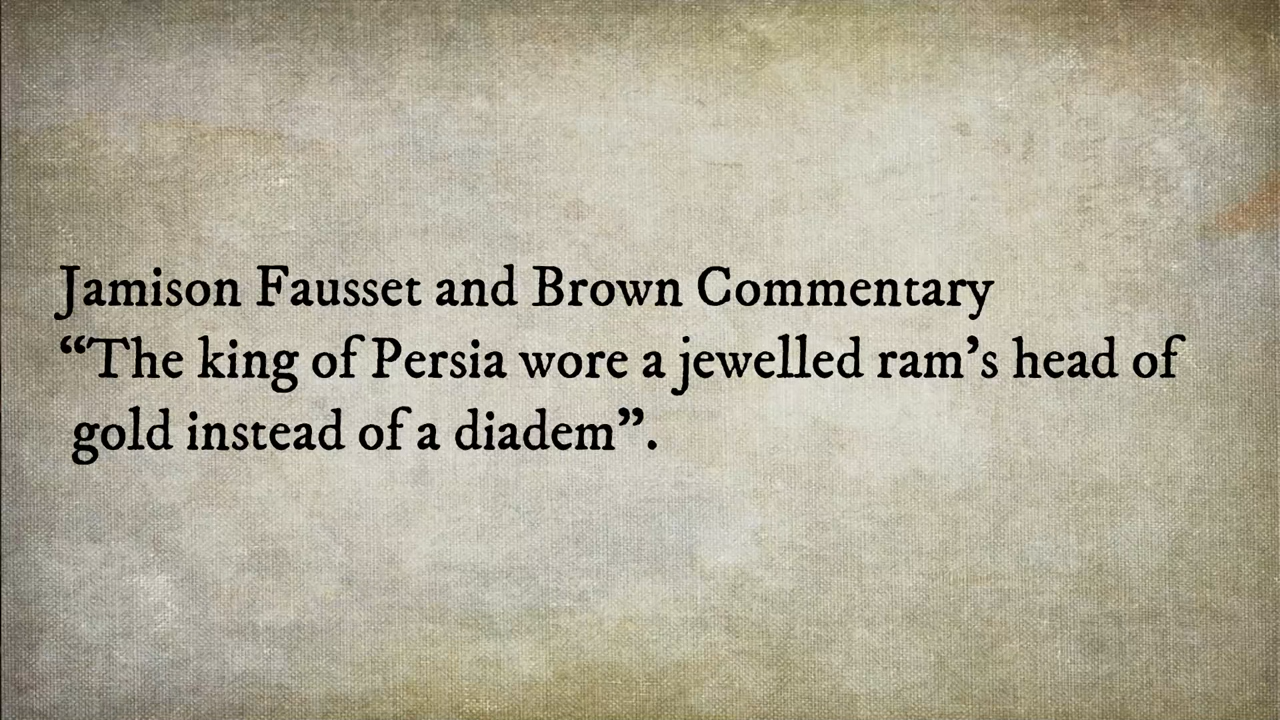 Jamison Fausset and Brown Commentary
“The king of Persia wore a jewelled ram’s head of
gold instead of a diadem”.